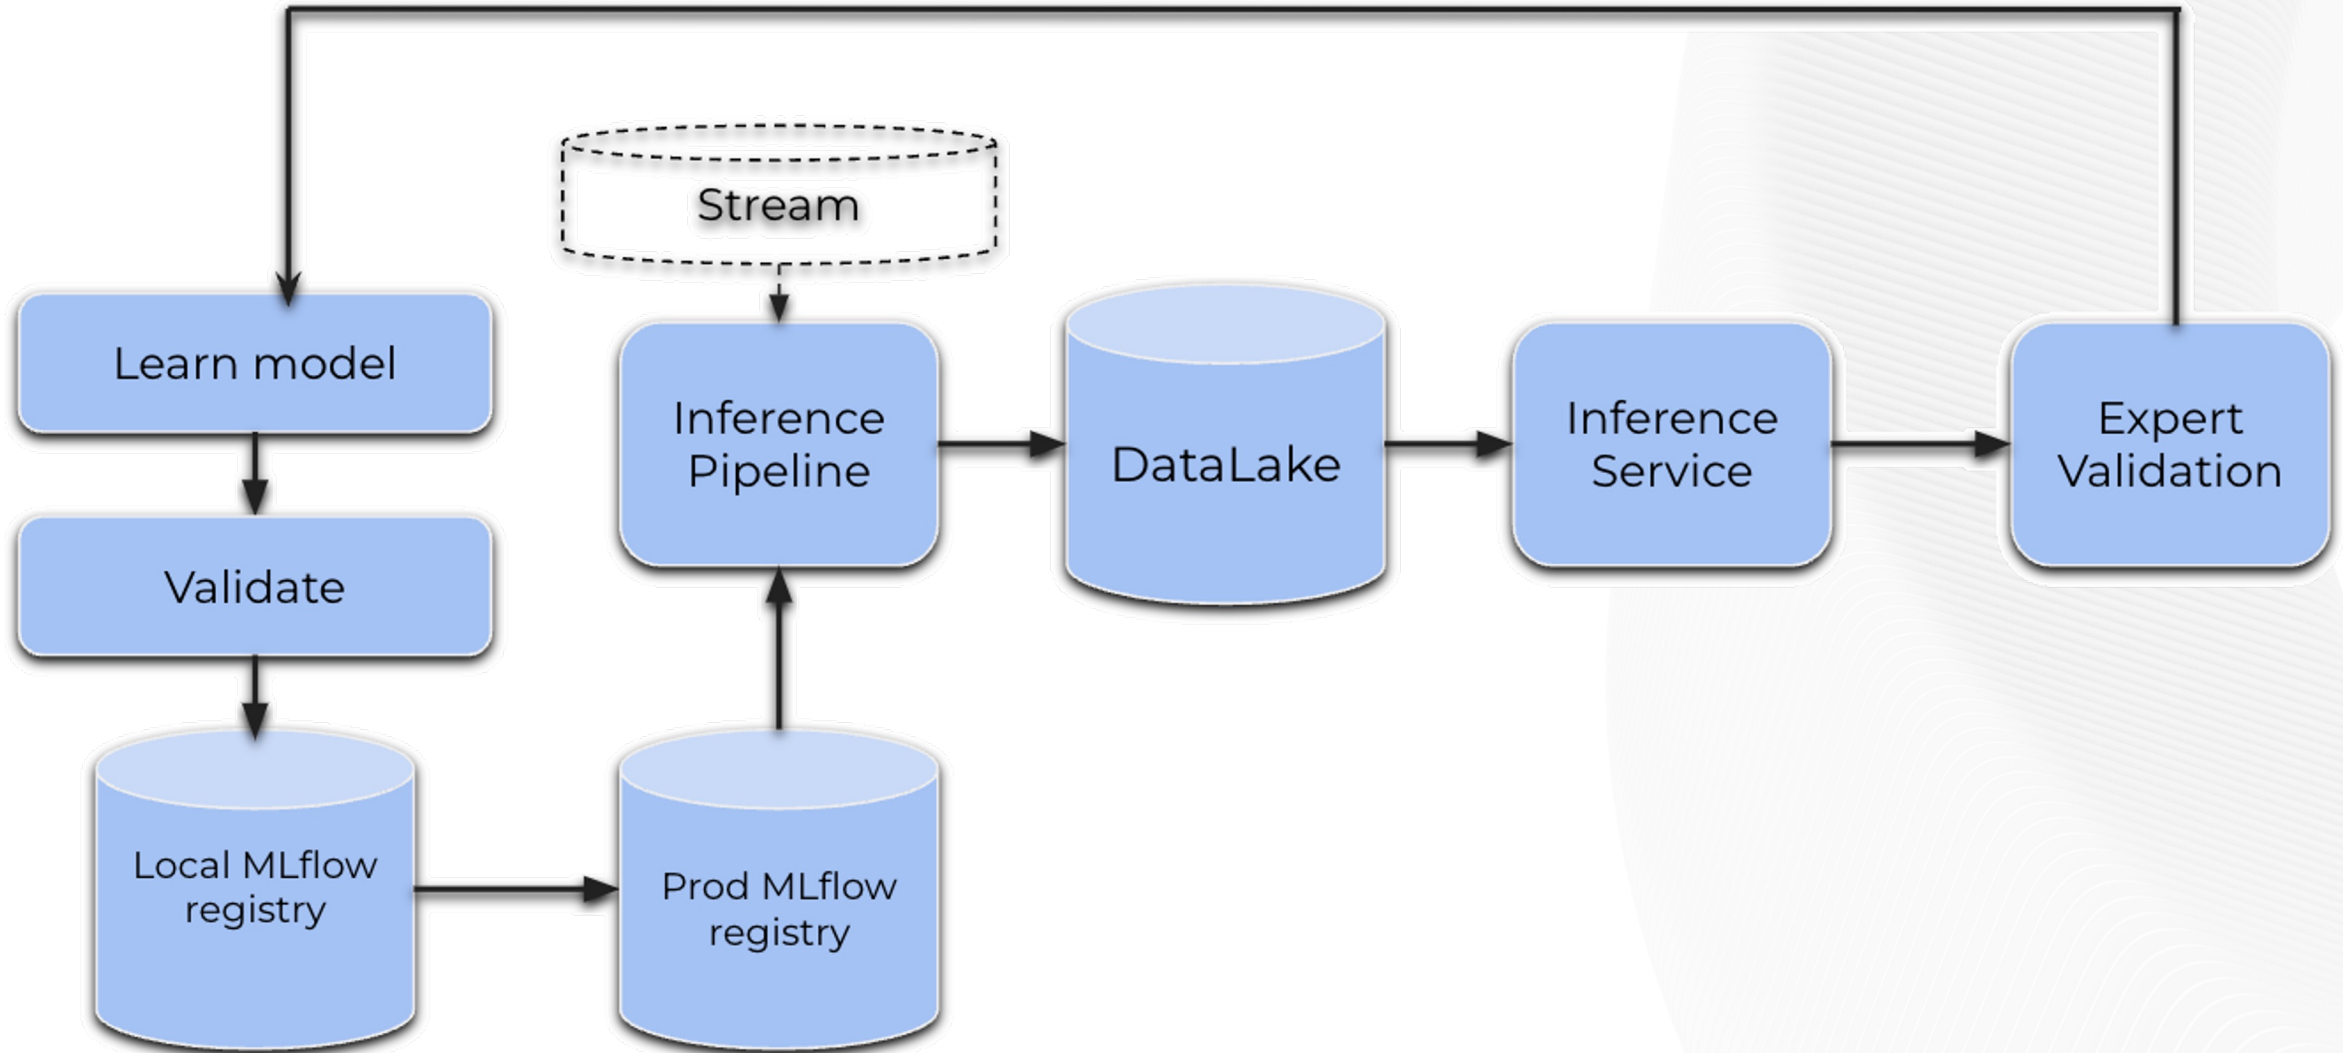 Stream
Learn model
Inference
Pipeline
DataLake
Inference
Service
Expert
Validation
Validate
Local MLflow
registry
Prod MLflow
registry